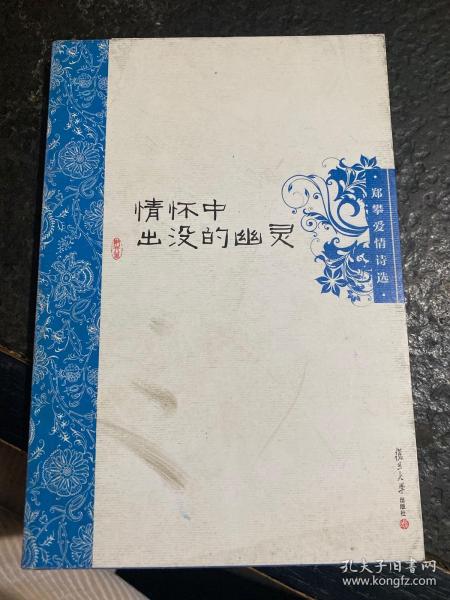 情怀中
出没的幽灵
·郑攀爱情诗选·
復旦大學出版社
孔夫子旧书网
www.kongfz.com